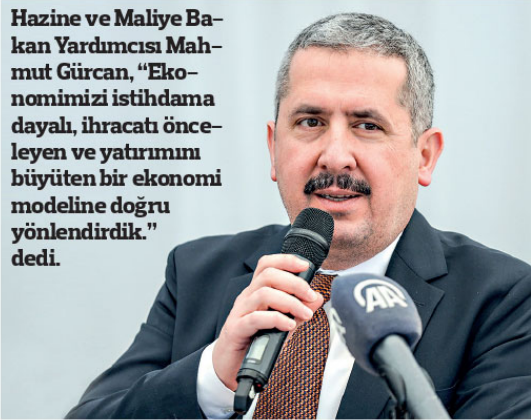 Hazine ve Maliye Ba-
kan Yardımcısı Mah-
mut Gürcan, “Eko-
nomimizi istihdama
dayalı, ihracatı önce-
leyen ve yatırımını
büyüten bir ekonomi
modeline doğru
yönlendirdik.”
dedi.
AA